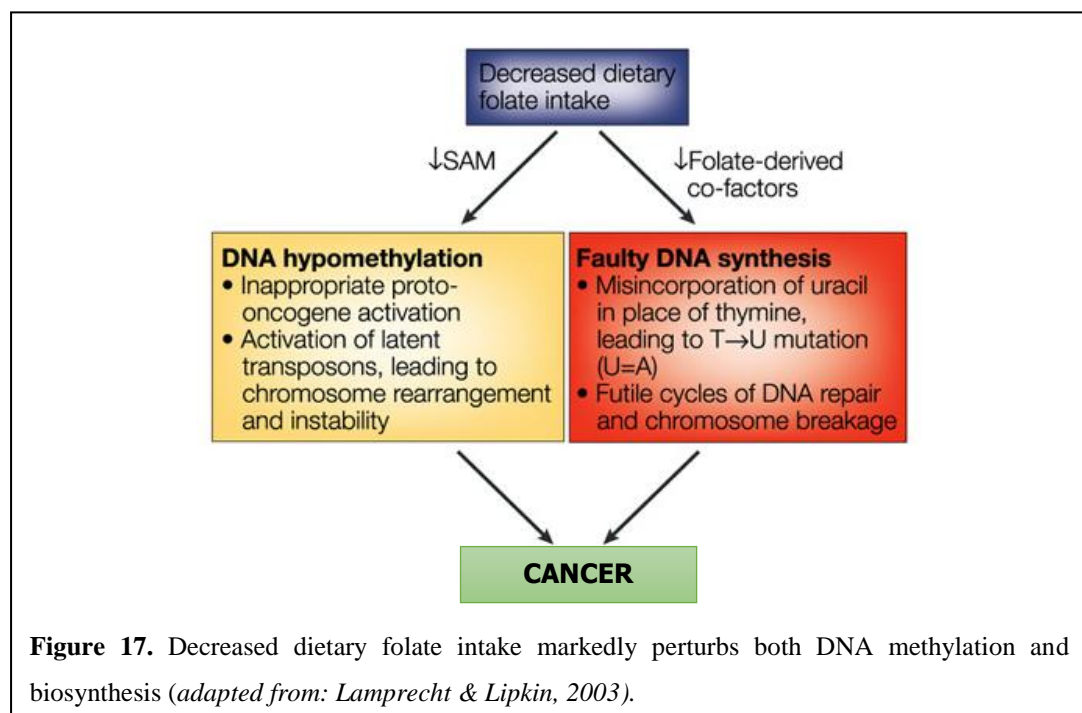 Decreased dietary
folate intake
↓SAM
↓Folate-derived
co-factors
DNA hypomethylation
• Inappropriate proto-
oncogene activation
• Activation of latent
transposons, leading to
chromosome rearrangement
and instability
Faulty DNA synthesis
• Misincorporation of uracil
in place of thymine,
leading to T→U mutation
(U=A)
• Futile cycles of DNA repair
and chromosome breakage
CANCER
Figure 17. Decreased dietary folate intake markedly perturbs both DNA methylation and
biosynthesis (adapted from: Lamprecht & Lipkin, 2003).